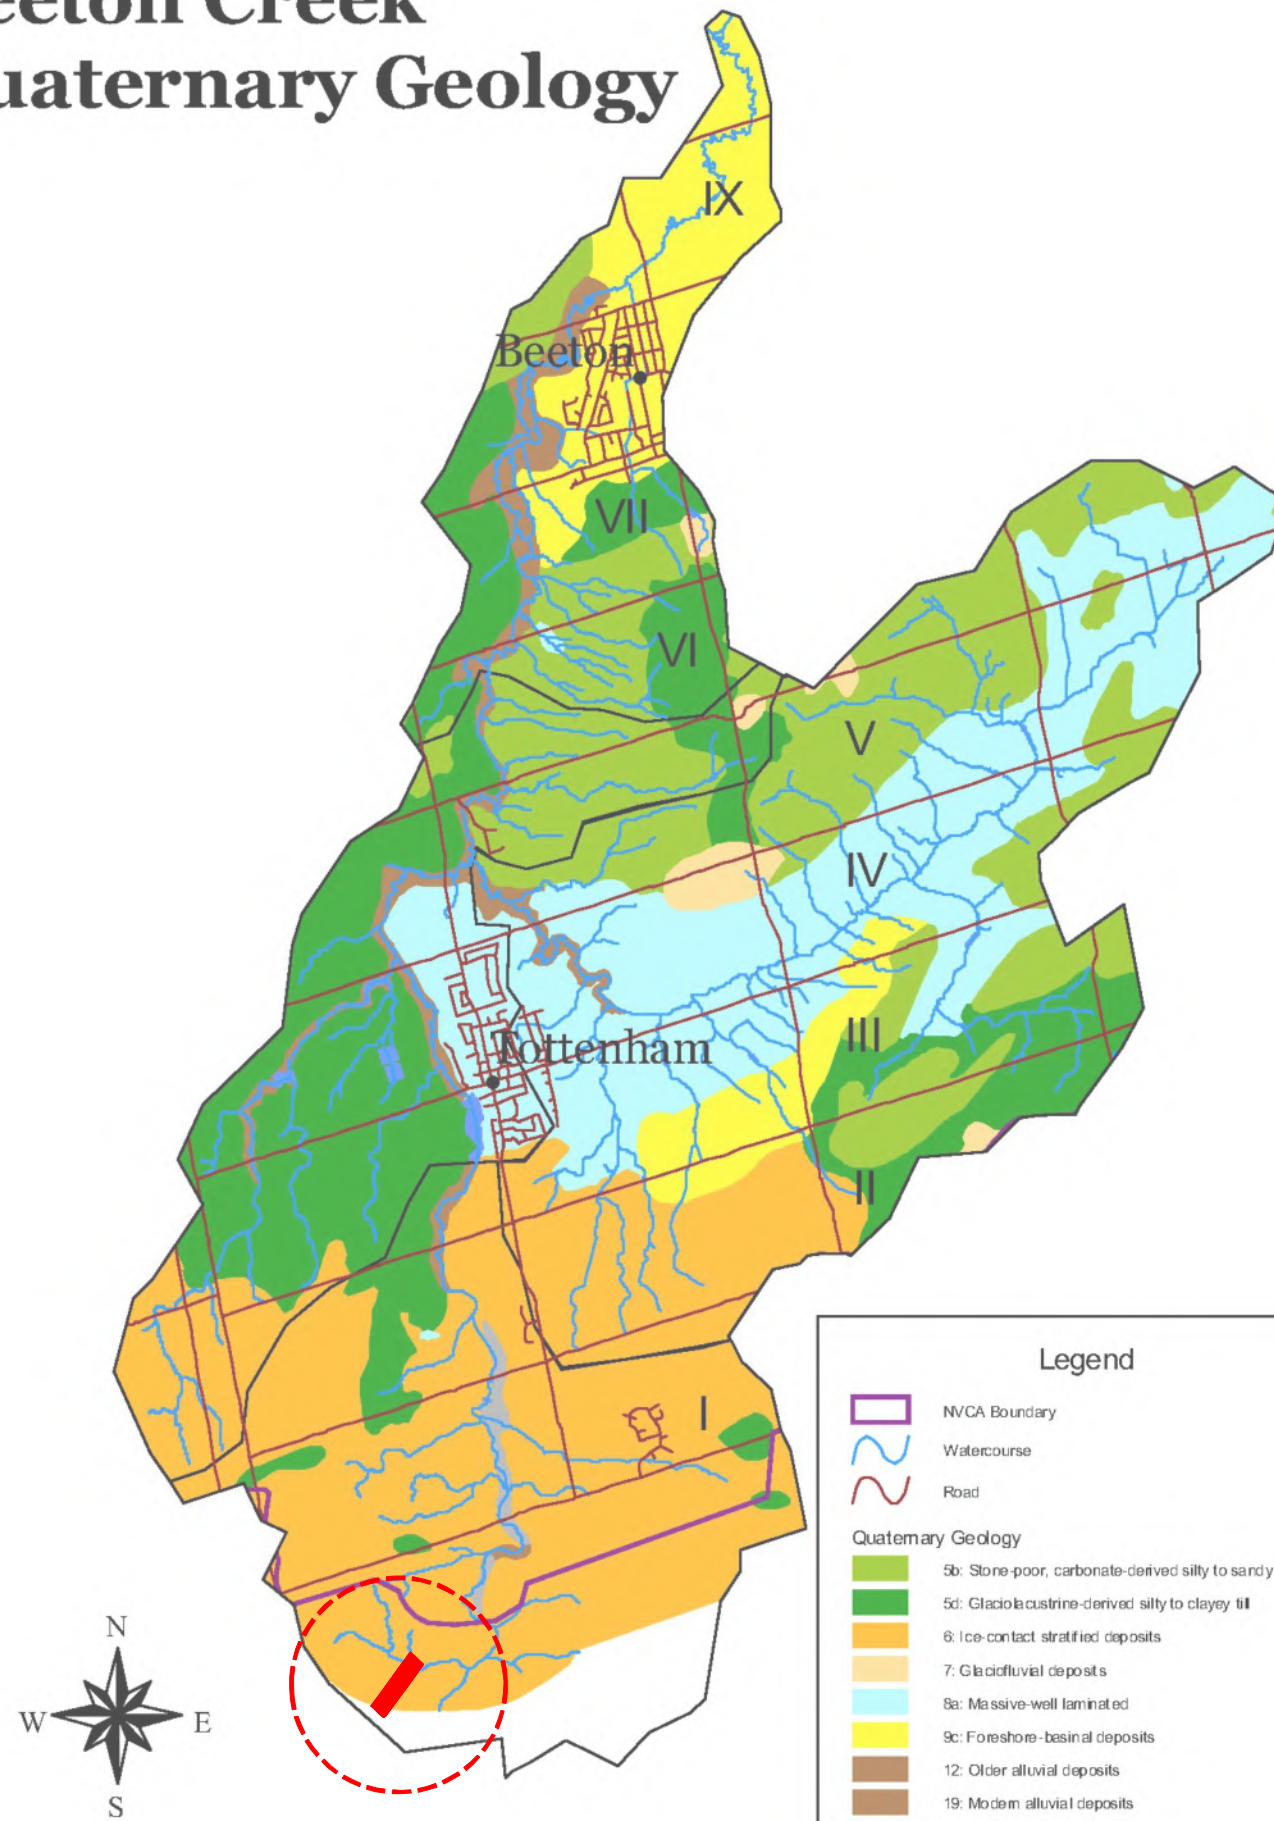 Quaternary Geology
IX
Beeton
VII
VI
V
IV
III
Tottenham
II
I
N
W
E
S
Legend
NVCA Boundary
Watercourse
Road
Quaternary Geology
5b: Stone-poor, carbonate-derived silty to sandy
5d: Glaciolacustrine-derived silty to clayey till
6: Ice-contact stratified deposits
7: Glaciofluvial deposits
8a: Massive-well laminated
9c: Foreshore-basinal deposits
12: Older alluvial deposits
19: Modern alluvial deposits